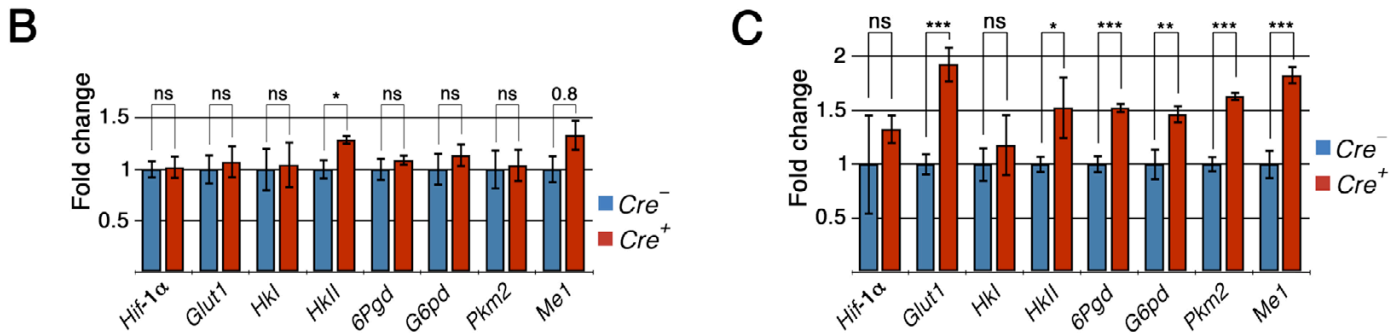 B
Fold change
1.5
1
0.5
ns
ns
ns
*
ns
ns
ns
0.8
Hif-1α
Glut1
HkI
HkII
6Pgd
G6pd
Pkm2
Me1
Cre⁻
Cre⁺
C
Fold change
2
1.5
1
0.5
ns
***
ns
*
***
**
***
***
Hif-1α
Glut1
HkI
HkII
6Pgd
G6pd
Pkm2
Me1
Cre⁻
Cre⁺